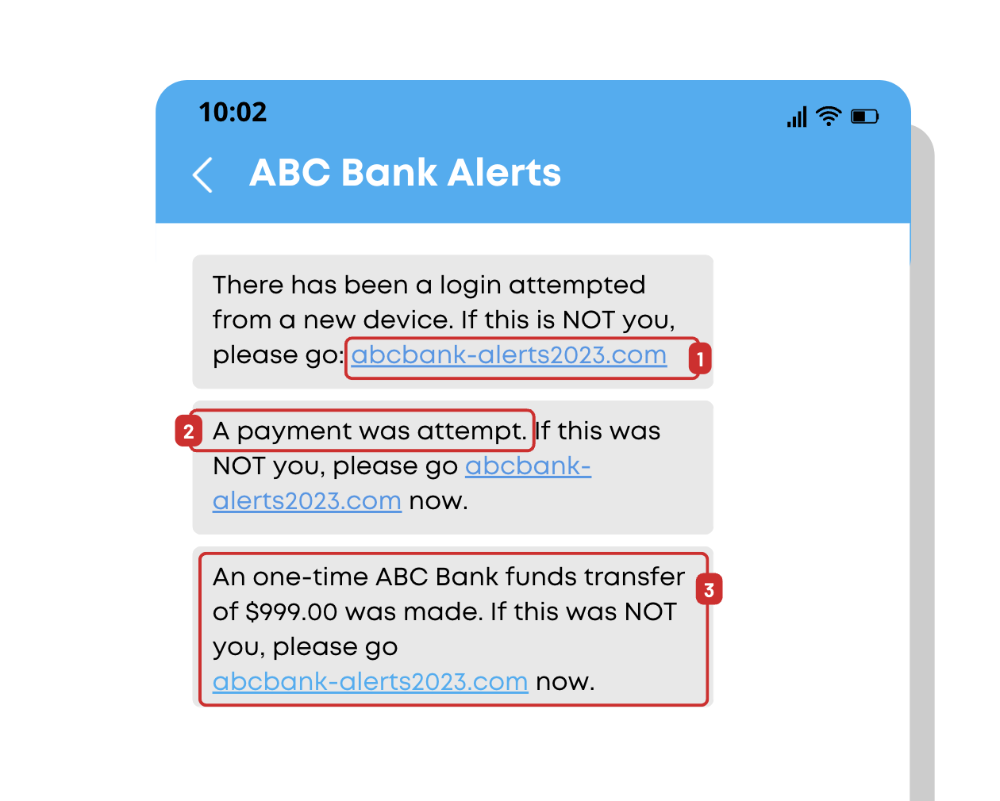 10:02
ABC Bank Alerts
There has been a login attempted
from a new device. If this is NOT you,
please go: abcbank-alerts2023.com
1
2
A payment was attempt. If this was
NOT you, please go abcbank-
alerts2023.com now.
An one-time ABC Bank funds transfer
3
of $999.00 was made. If this was NOT
you, please go
abcbank-alerts2023.com now.